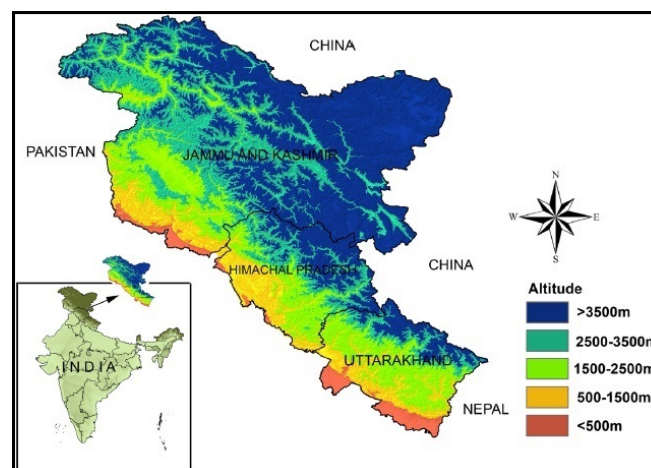 CHINA
PAKISTAN
JAMMU AND KASHMIR
N
W
E
S
HIMACHAL PRADESH
CHINA
Altitude
>3500m
2500-3500m
1500-2500m
500-1500m
<500m
UTTARAKHAND
NEPAL
INDIA